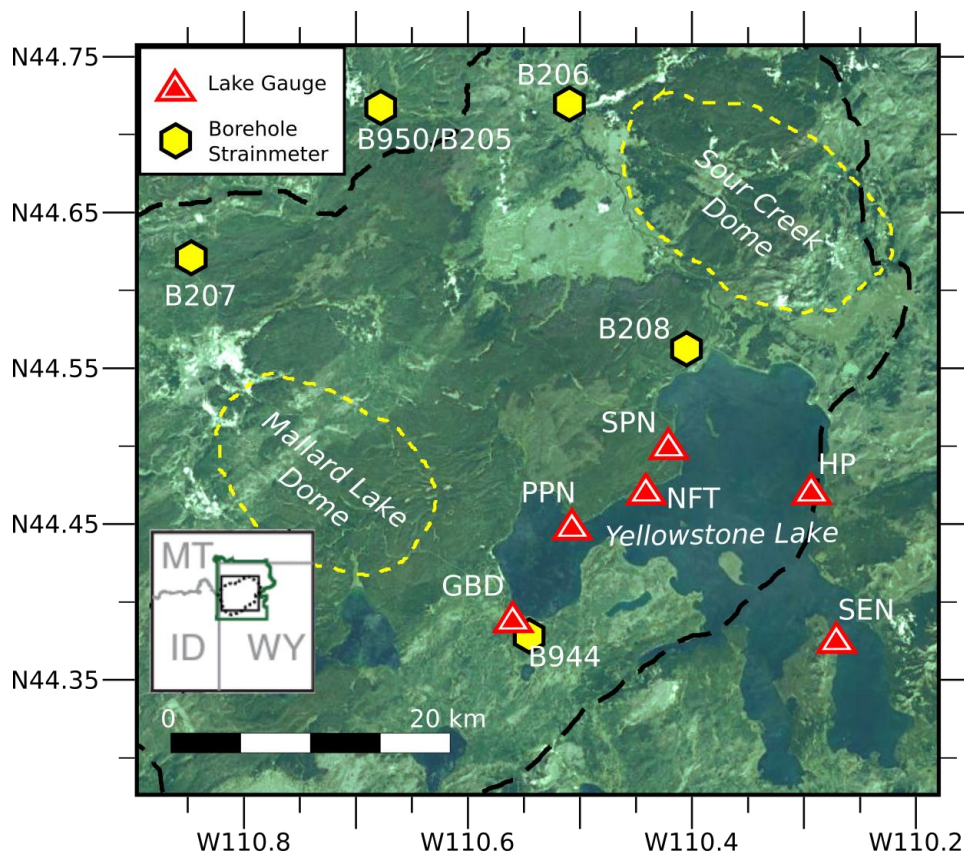 N44.75
N44.65
N44.55
N44.45
N44.35
Lake Gauge
Borehole
Strainmeter
B206
B950/B205
Sour Creek
Dome
B207
B208
SPN
HP
Mallard Lake
Dome
PPN
NFT
Yellowstone Lake
MT
GBD
SEN
ID
WY
B944
0
20 km
W110.8
W110.6
W110.4
W110.2